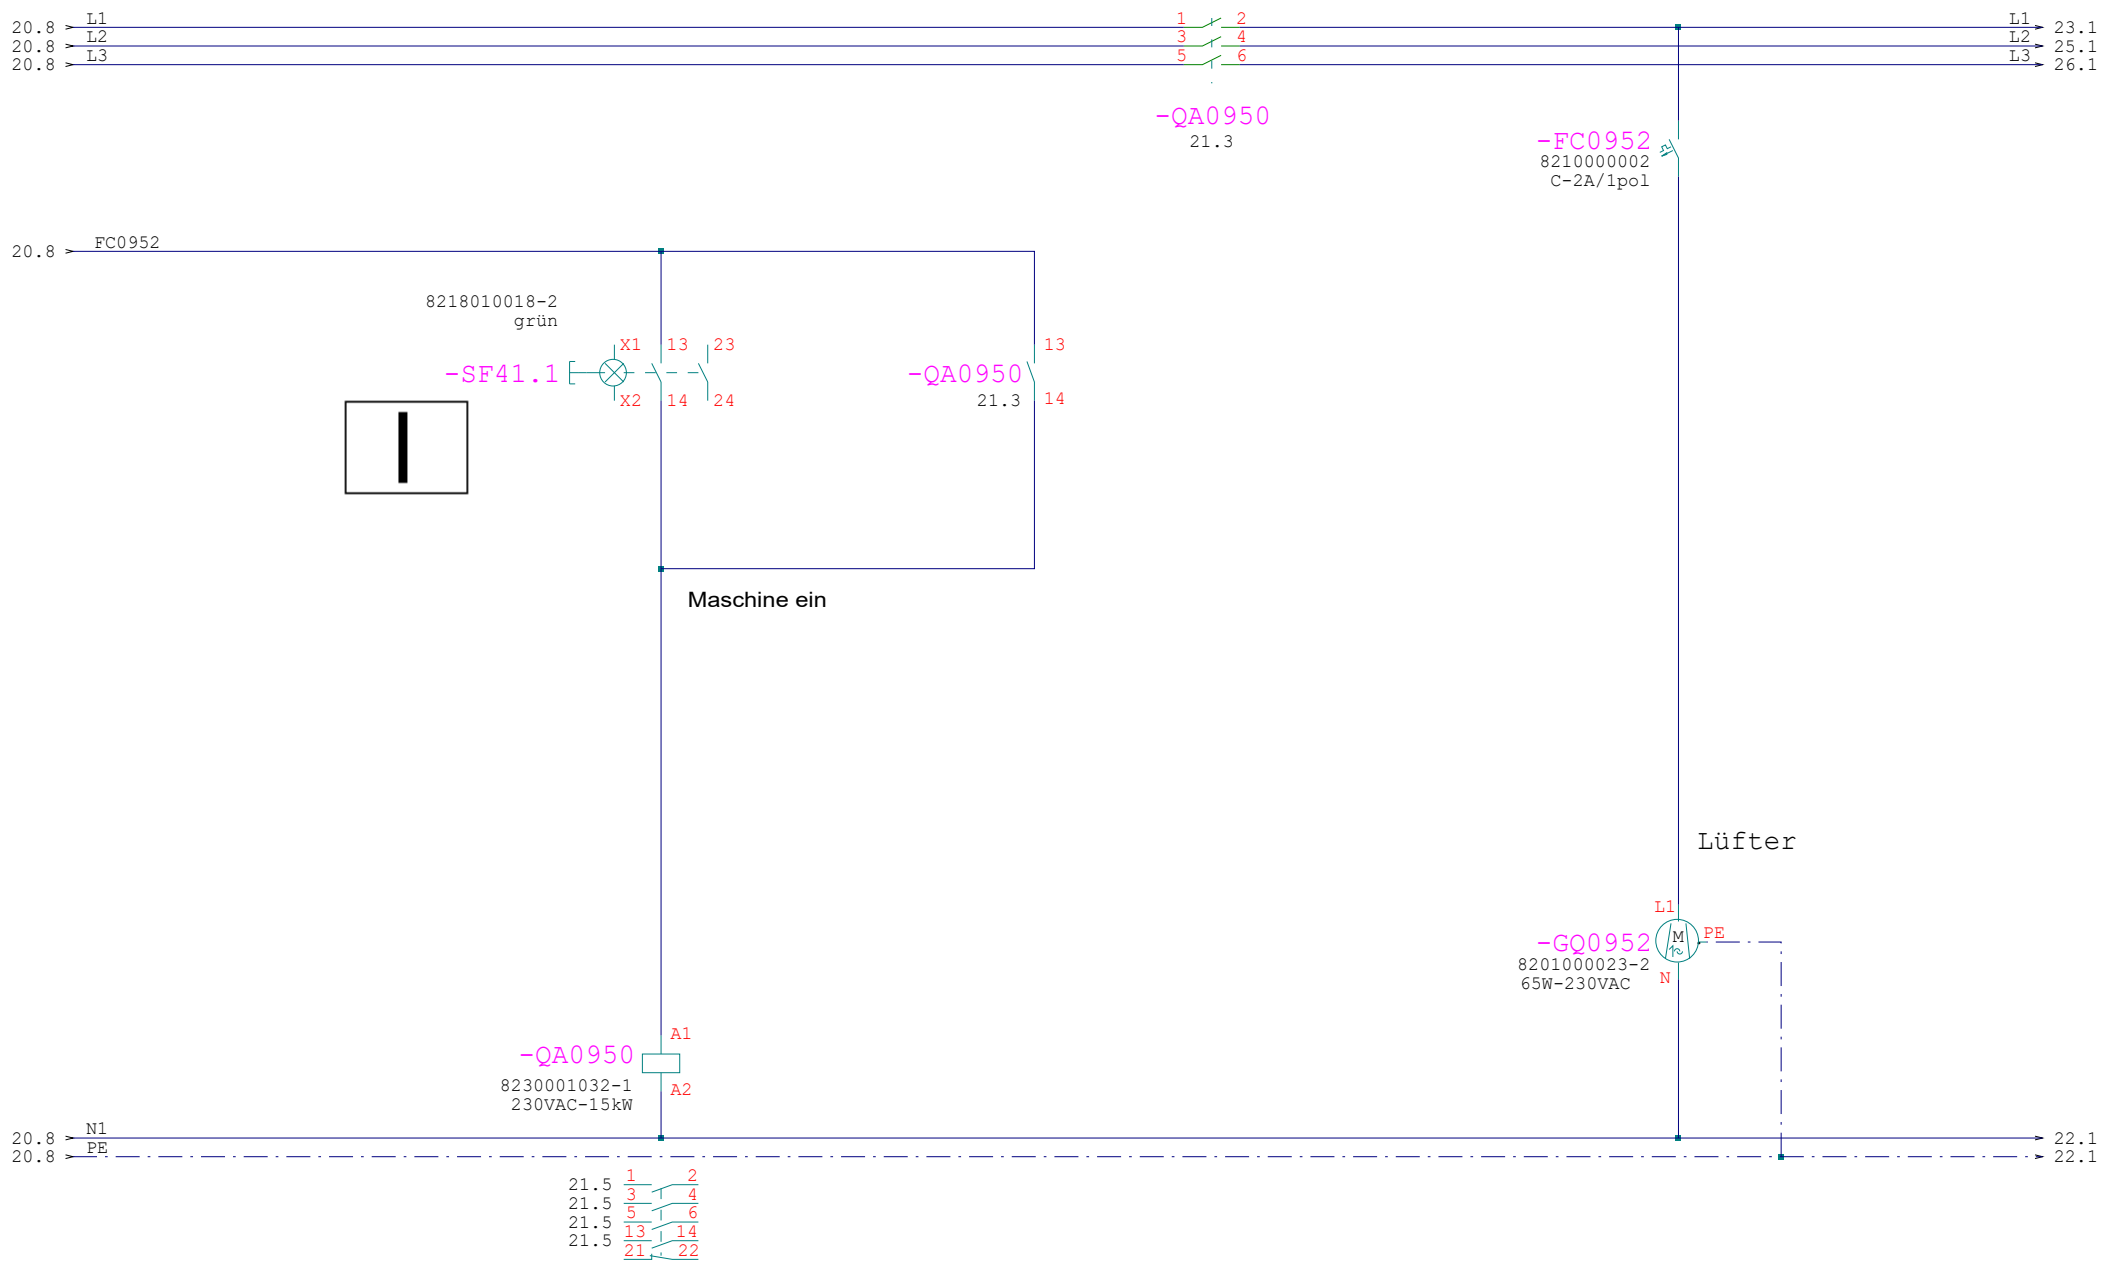 20.8 L1 1 2 L1 23.1
20.8 L2 3 4 L2 25.1
20.8 L3 5 6 L3 26.1
-QA0950
21.3
-FC0952
8210000002
C-2A/1pol
20.8 FC0952
8218010018-2
grün
X1 13 23
-SF41.1
X2 14 24
13
-QA0950
21.3 14
Maschine ein
Lüfter
L1
-GQ0952 M PE
1~
8201000023-2
65W-230VAC N
A1
-QA0950
8230001032-1 A2
230VAC-15kW
20.8 N1 22.1
20.8 PE 22.1
21.5 1 2
21.5 3 4
21.5 5 6
21.5 13 14
21 22